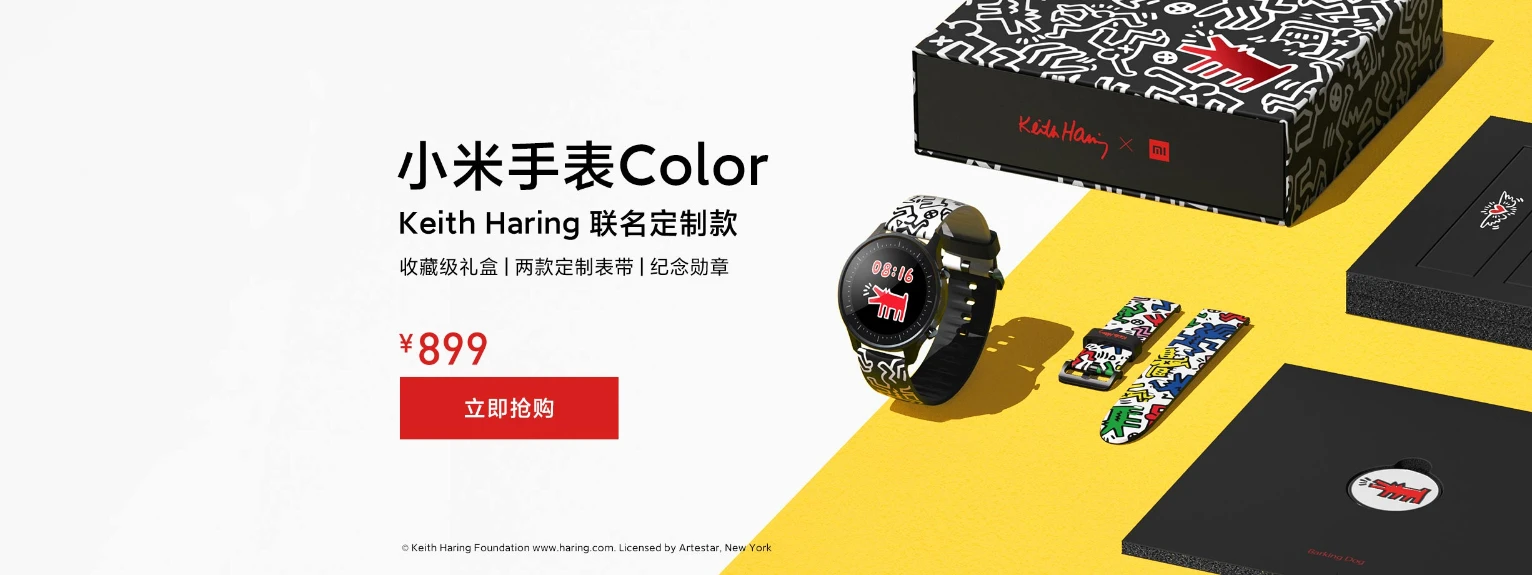 小米手表Color
Keith Haring 联名定制款
收藏级礼盒 | 两款定制表带 | 纪念勋章
¥899
立即抢购
© Keith Haring Foundation www.haring.com. Licensed by Artestar, New York
Keith Haring × mi
08:16
Barking Dog